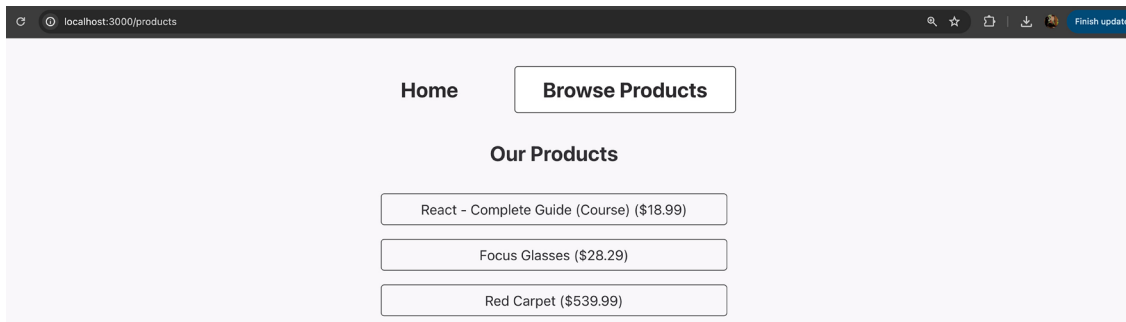 localhost:3000/products
Finish update
Home
Browse Products
Our Products
React - Complete Guide (Course) ($18.99)
Focus Glasses ($28.29)
Red Carpet ($539.99)